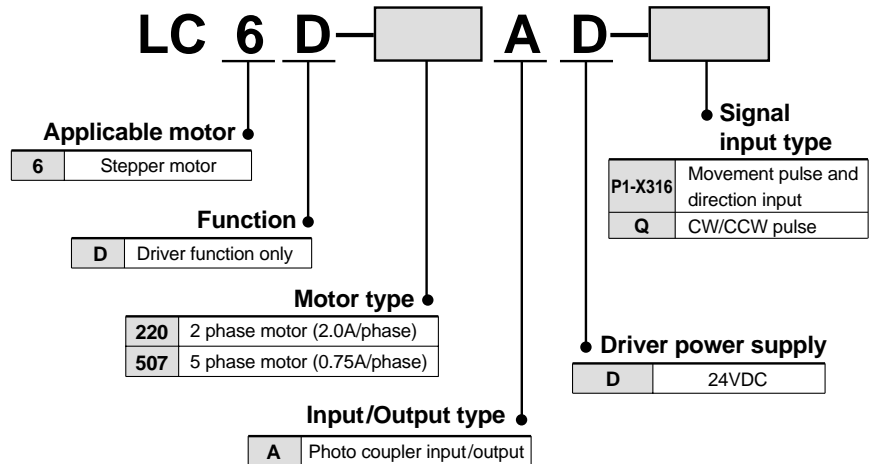 LC 6 D— A D—
Applicable motor
6 Stepper motor
Function
D Driver function only
Motor type
220 2 phase motor (2.0A/phase)
507 5 phase motor (0.75A/phase)
Input/Output type
A Photo coupler input/output
Signal
input type
P1-X316 Movement pulse and
direction input
Q CW/CCW pulse
Driver power supply
D 24VDC